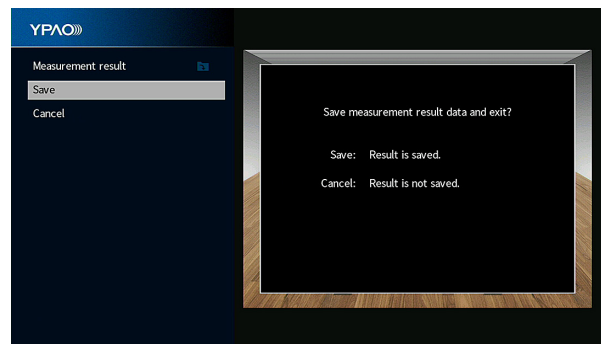 YPAO
Measurement result
Save
Cancel
Save measurement result data and exit?
Save: Result is saved.
Cancel: Result is not saved.